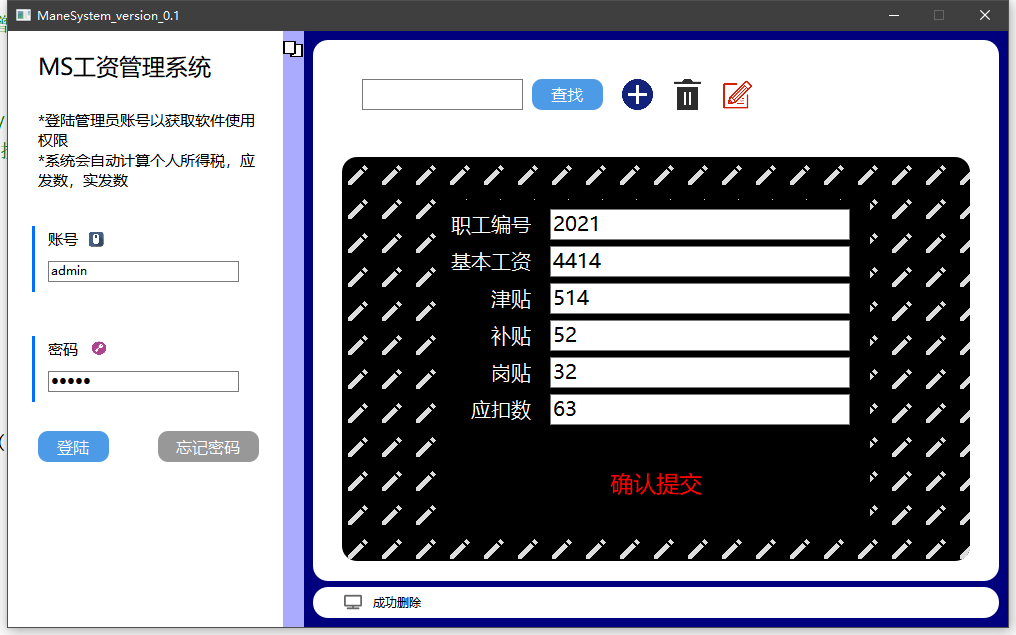 ManeSystem_version_0.1
MS工资管理系统
*登陆管理员账号以获取软件使用
权限
*系统会自动计算个人所得税，应
发数，实发数
账号
admin
密码
●●●●●
登陆
忘记密码
查找
职工编号 2021
基本工资 4414
津贴 514
补贴 52
岗贴 32
应扣数 63
确认提交
成功删除